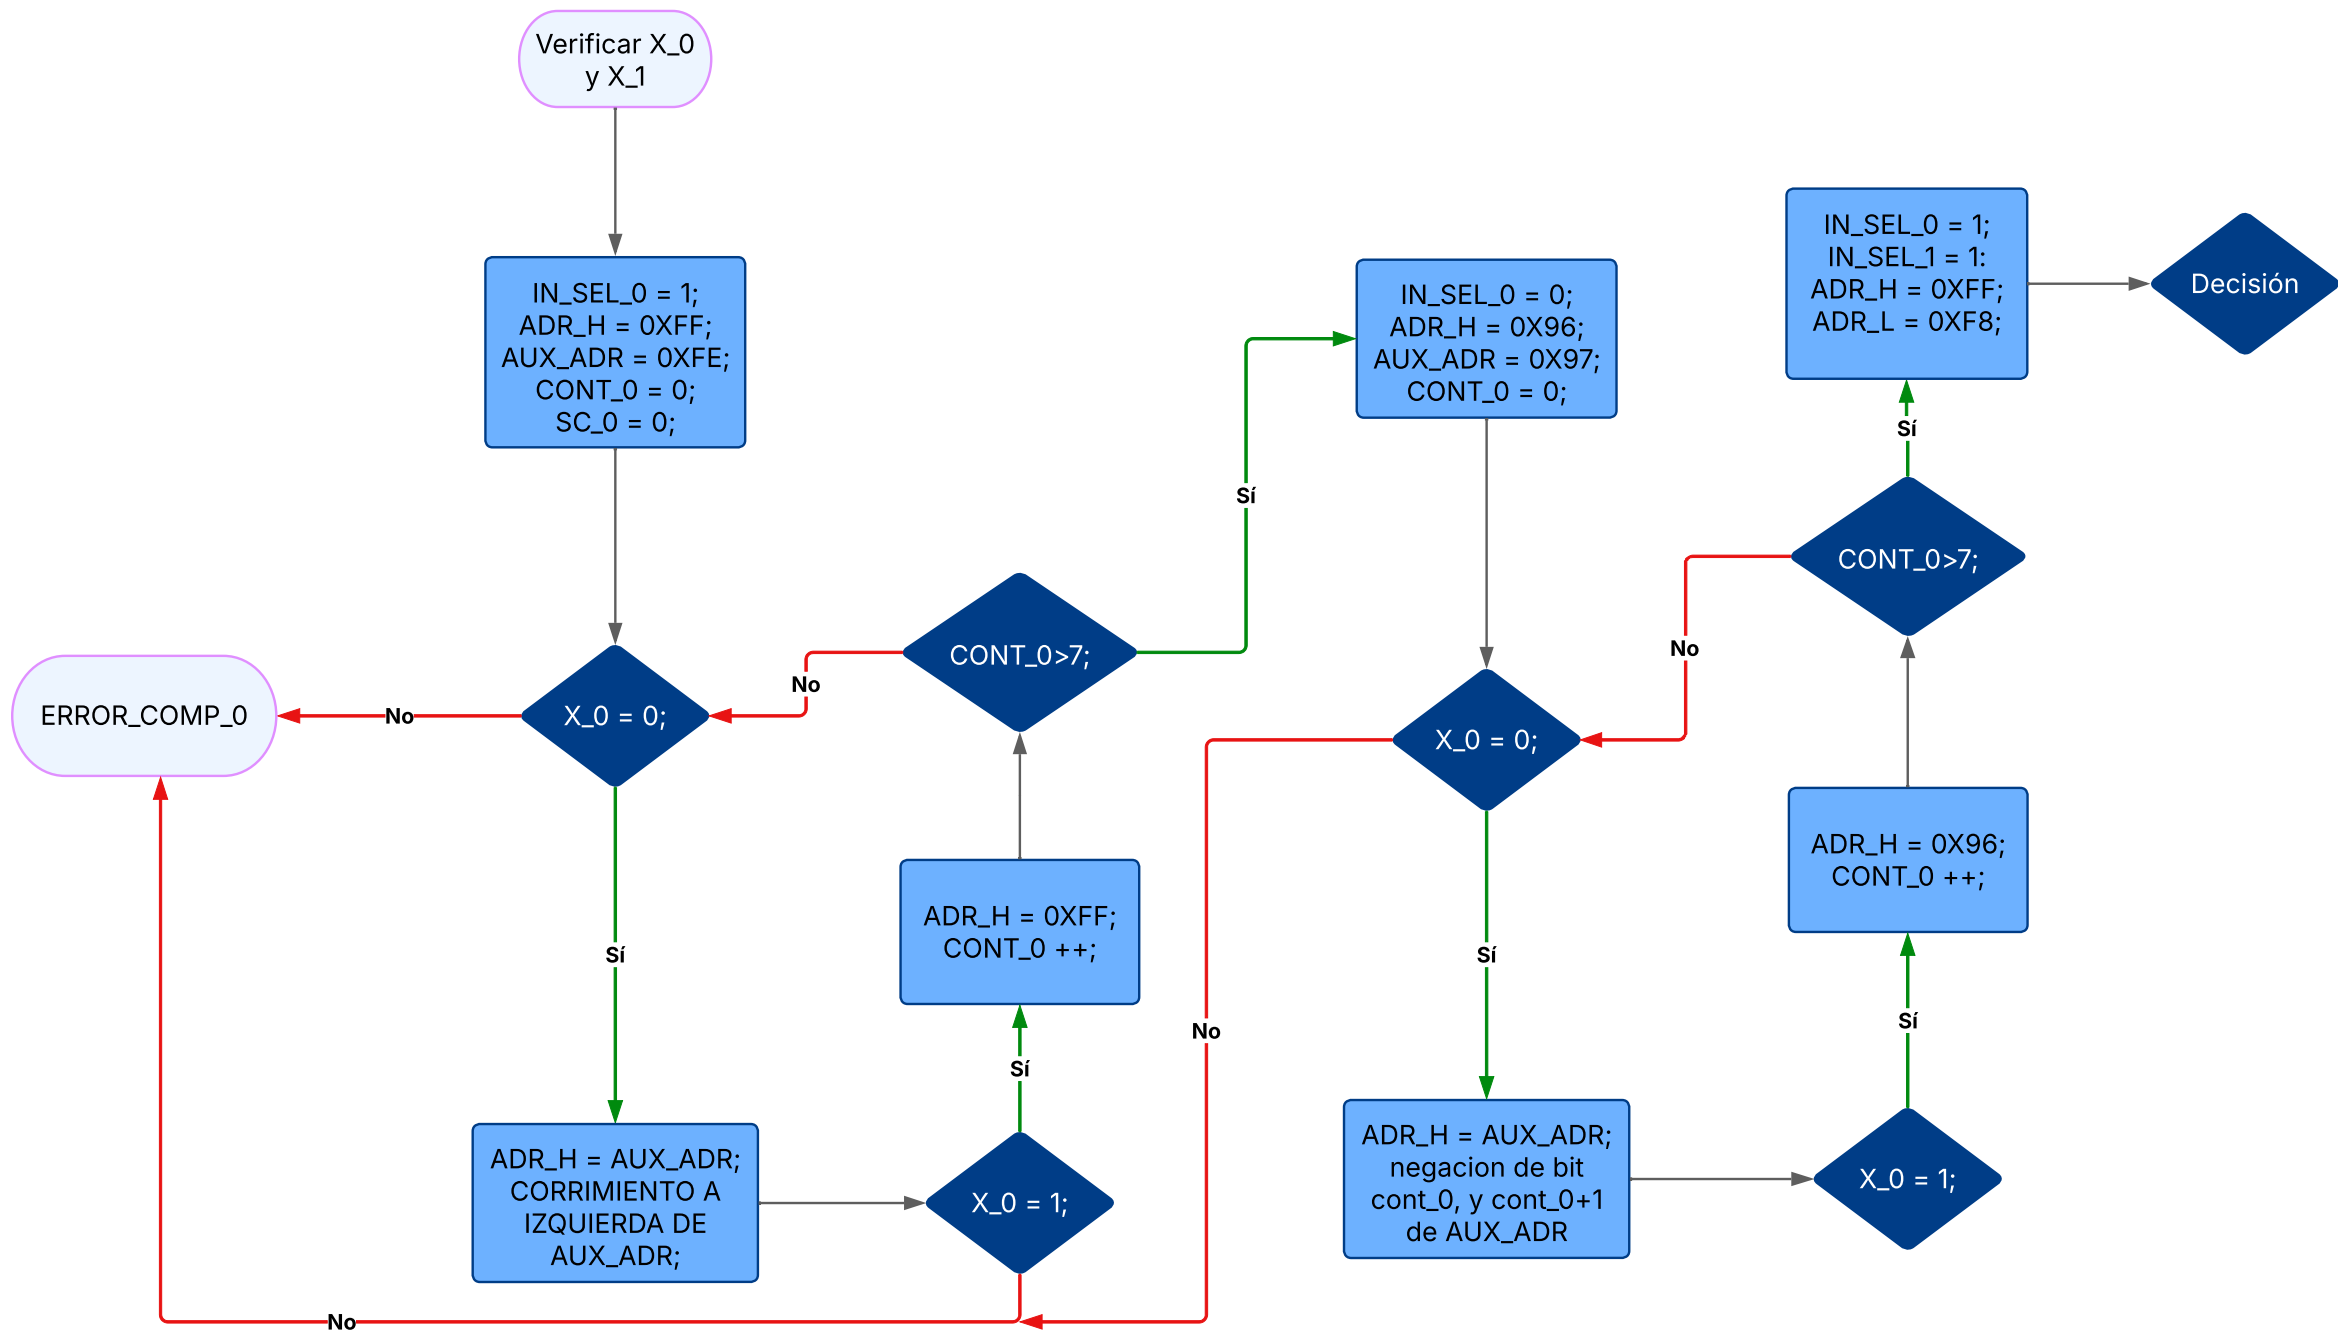 Verificar X_0
y X_1
IN_SEL_0 = 1;
ADR_H = 0XFF;
AUX_ADR = 0XFE;
CONT_0 = 0;
SC_0 = 0;
X_0 = 0;
No
ERROR_COMP_0
Sí
ADR_H = AUX_ADR;
CORRIMIENTO A
IZQUIERDA DE
AUX_ADR;
X_0 = 1;
No
Sí
ADR_H = 0XFF;
CONT_0 ++;
CONT_0>7;
No
Sí
IN_SEL_0 = 0;
ADR_H = 0X96;
AUX_ADR = 0X97;
CONT_0 = 0;
X_0 = 0;
No
Sí
ADR_H = AUX_ADR;
negacion de bit
cont_0, y cont_0+1
de AUX_ADR
X_0 = 1;
Sí
ADR_H = 0X96;
CONT_0 ++;
CONT_0>7;
No
Sí
IN_SEL_0 = 1;
IN_SEL_1 = 1:
ADR_H = 0XFF;
ADR_L = 0XF8;
Decisión